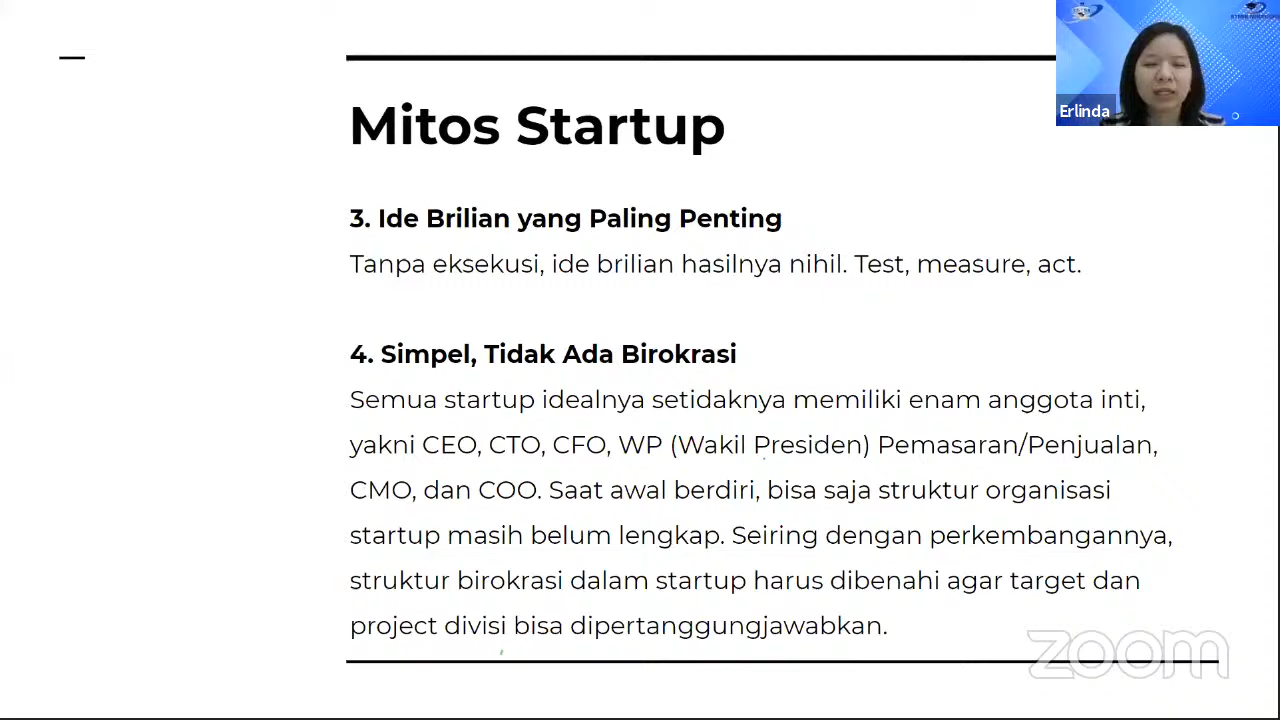 Erlinda
Mitos Startup
3. Ide Brilian yang Paling Penting
Tanpa eksekusi, ide brilian hasilnya nihil. Test, measure, act.
4. Simpel, Tidak Ada Birokrasi
Semua startup idealnya setidaknya memiliki enam anggota inti,
yakni CEO, CTO, CFO, WP (Wakil Presiden) Pemasaran/Penjualan,
CMO, dan COO. Saat awal berdiri, bisa saja struktur organisasi
startup masih belum lengkap. Seiring dengan perkembangannya,
struktur birokrasi dalam startup harus dibenahi agar target dan
project divisi bisa dipertanggungjawabkan.
zoom